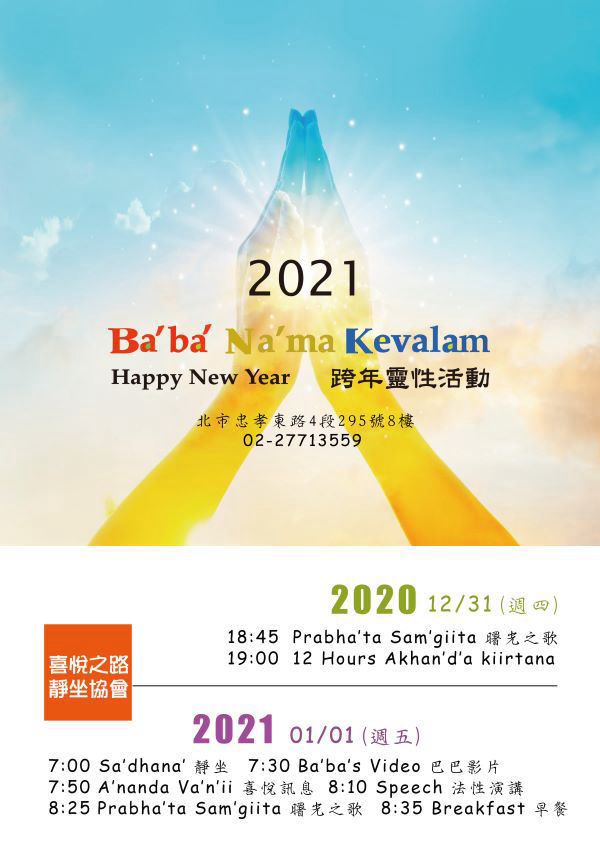 2021
Ba'ba' Na'ma Kevalam
Happy New Year 跨年靈性活動
北市忠孝東路4段295號8樓
02-27713559
2020 12/31(週四)
18:45 Prabha'ta Sam'giita 曙光之歌
19:00 12 Hours Akhan'd'a kiirtana
喜悅之路
靜坐協會
2021 01/01(週五)
7:00 Sa'dhana' 靜坐 7:30 Ba'ba's Video 巴巴影片
7:50 A'nanda Va'n'ii 喜悅訊息 8:10 Speech 法性演講
8:25 Prabha'ta Sam'giita 曙光之歌 8:35 Breakfast 早餐